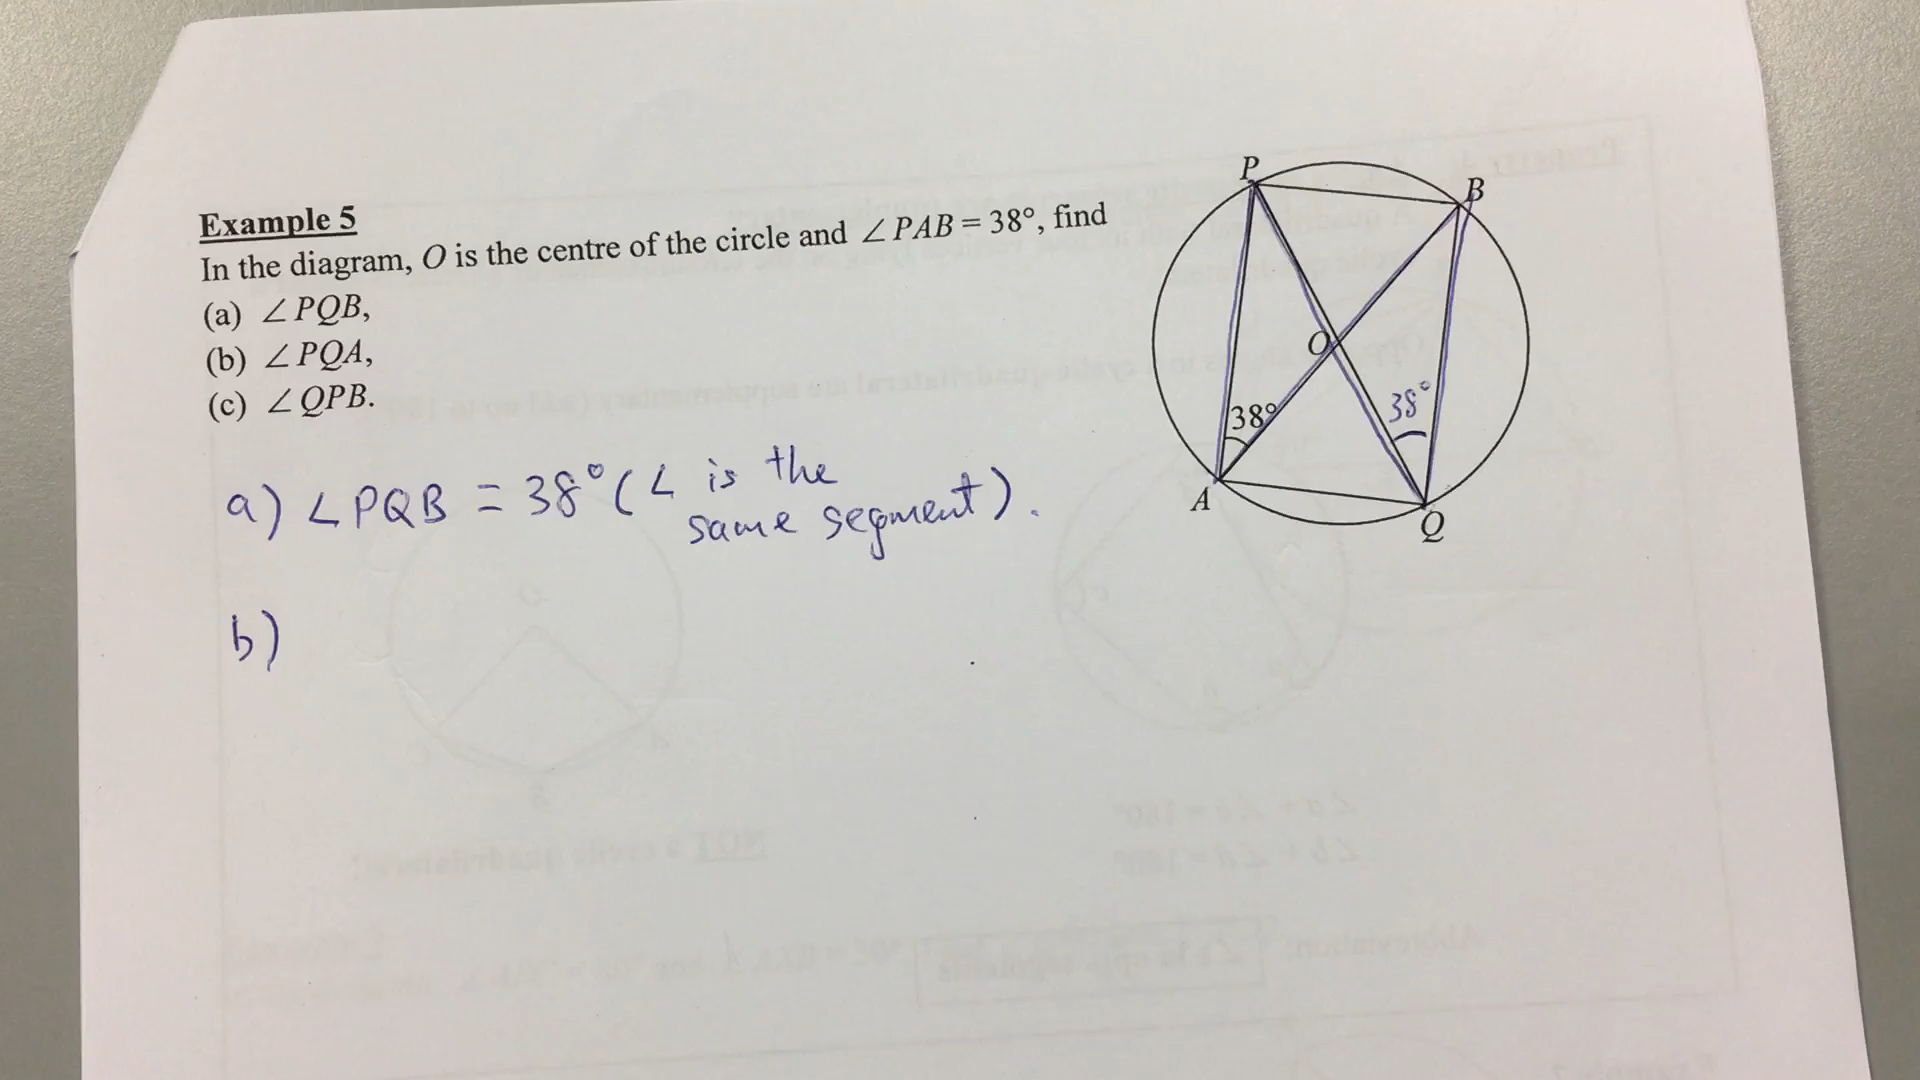 Example 5
In the diagram, O is the centre of the circle and ∠PAB = 38°, find
(a) ∠PQB,
(b) ∠PQA,
(c) ∠QPB.
a) ∠PQB = 38° (∠ is the
same segment).
b)
P
B
O
38°
38°
A
Q